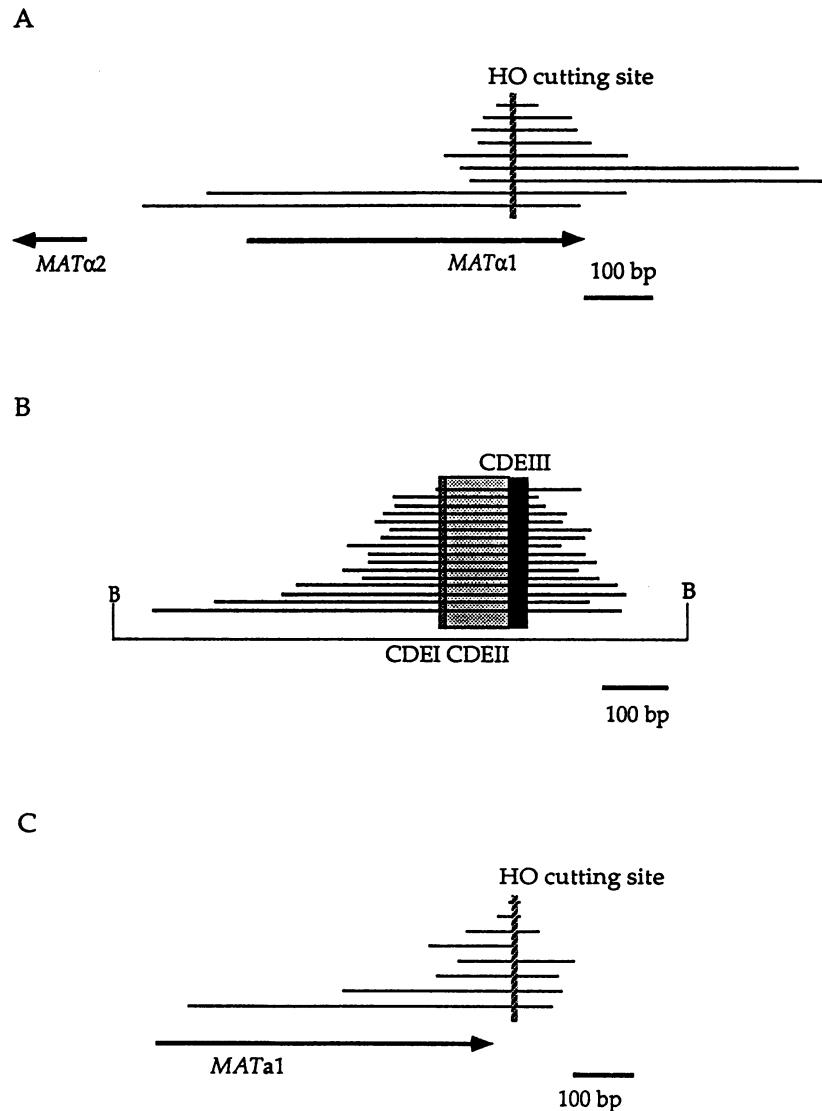 A
HO cutting site
MATα2
MATα1
100 bp
B
CDEIII
B
B
CDEI CDEII
100 bp
C
HO cutting site
MATa1
100 bp